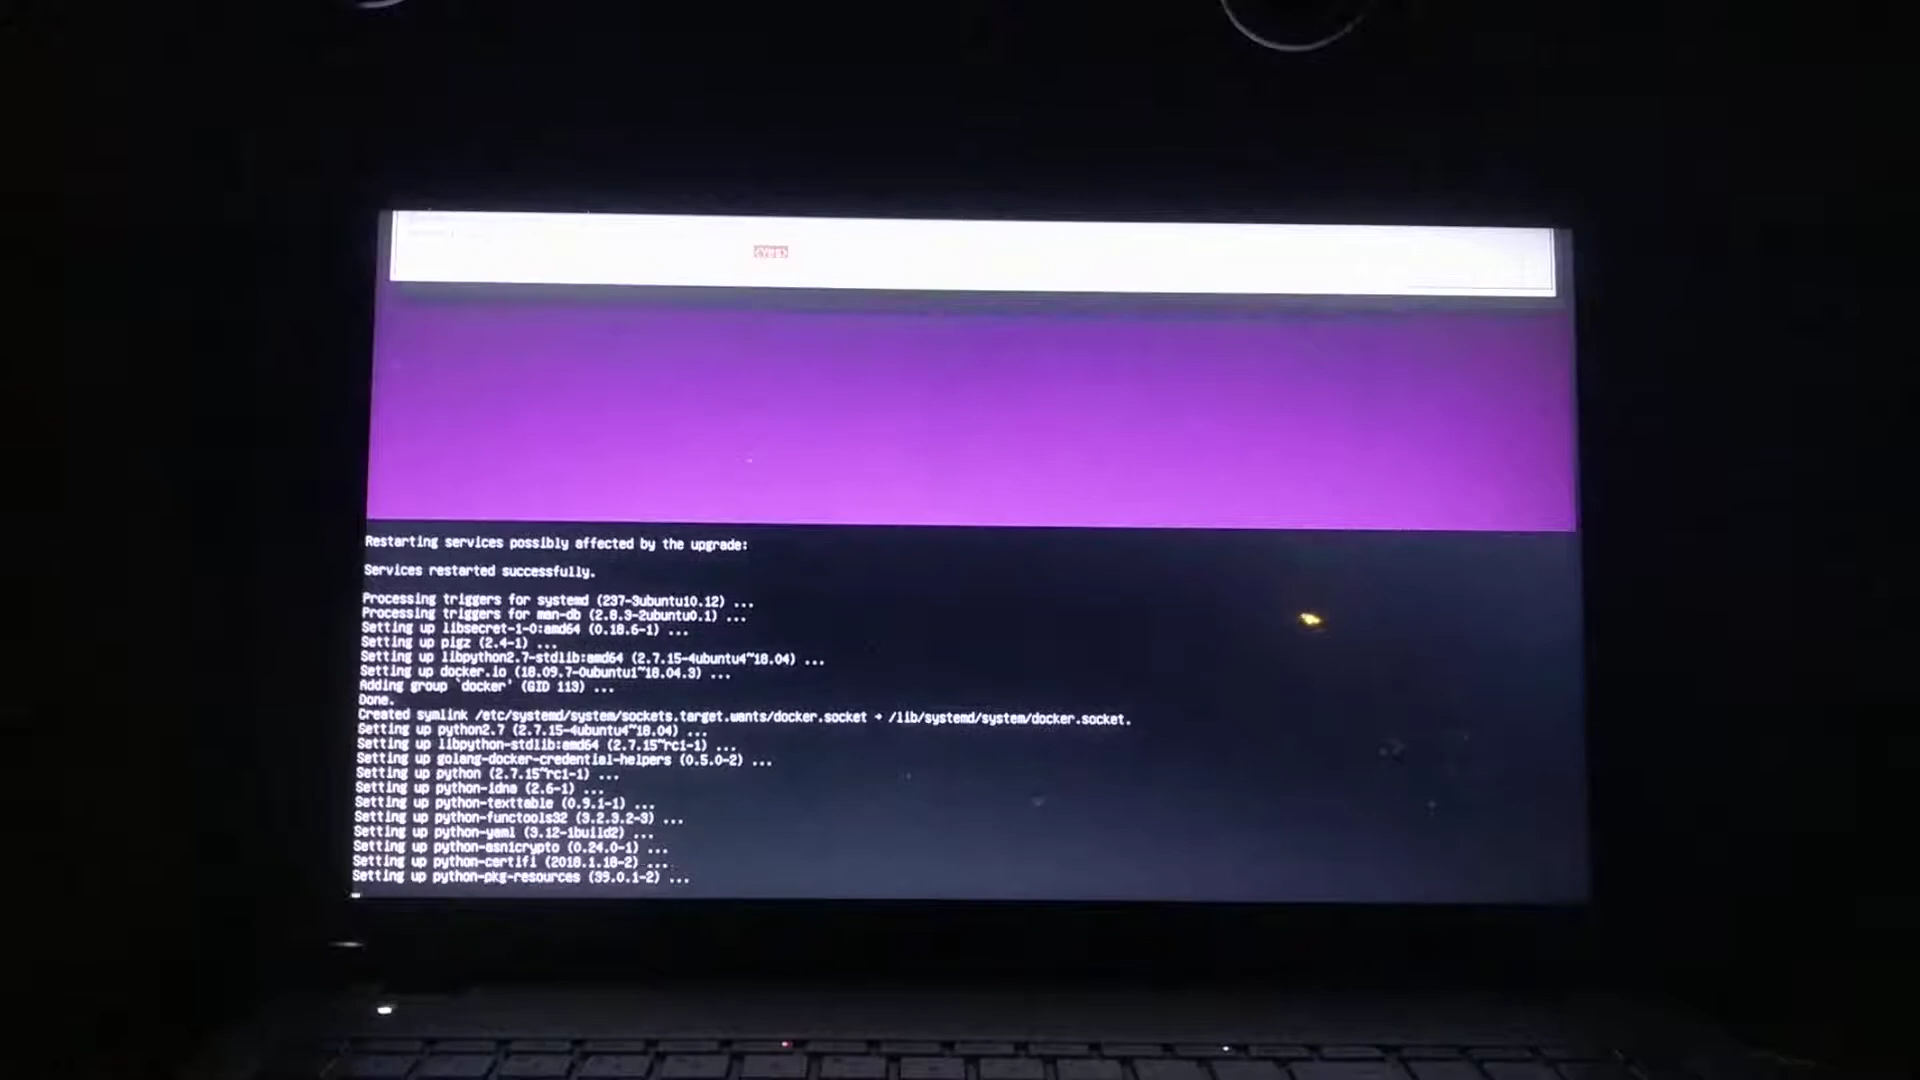 <Yes>
Restarting services possibly affected by the upgrade:
Services restarted successfully.
Processing triggers for systemd (237-3ubuntu10.12) ...
Processing triggers for man-db (2.8.3-2ubuntu0.1) ...
Setting up libsecret-1-0:amd64 (0.18.6-1) ...
Setting up pigz (2.4-1) ...
Setting up libpython2.7-stdlib:amd64 (2.7.15-4ubuntu4~18.04) ...
Setting up docker.io (18.09.7-0ubuntu1~18.04.3) ...
Adding group `docker' (GID 113) ...
Done.
Created symlink /etc/systemd/system/sockets.target.wants/docker.socket → /lib/systemd/system/docker.socket.
Setting up python2.7 (2.7.15-4ubuntu4~18.04) ...
Setting up libpython-stdlib:amd64 (2.7.15~rc1-1) ...
Setting up golang-docker-credential-helpers (0.5.0-2) ...
Setting up python (2.7.15~rc1-1) ...
Setting up python-idna (2.6-1) ...
Setting up python-texttable (0.9.1-1) ...
Setting up python-functools32 (3.2.3.2-3) ...
Setting up python-yaml (3.12-1build2) ...
Setting up python-asn1crypto (0.24.0-1) ...
Setting up python-certifi (2018.1.18-2) ...
Setting up python-pkg-resources (39.0.1-2) ...